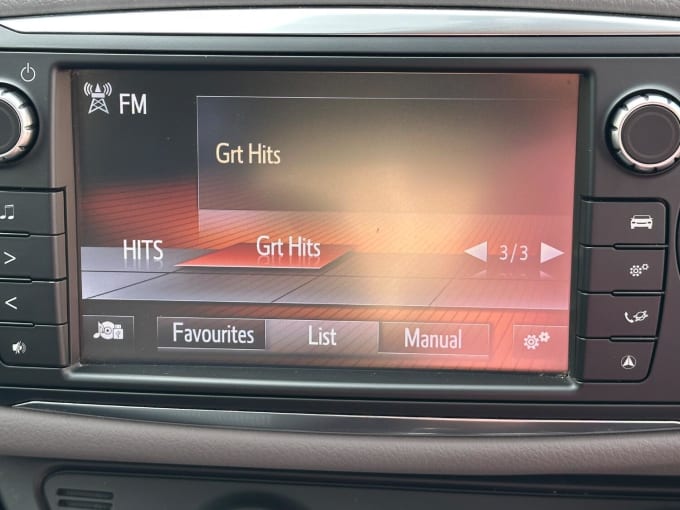 FM
Grt Hits
HITS Grt Hits 3/3
Favourites List Manual